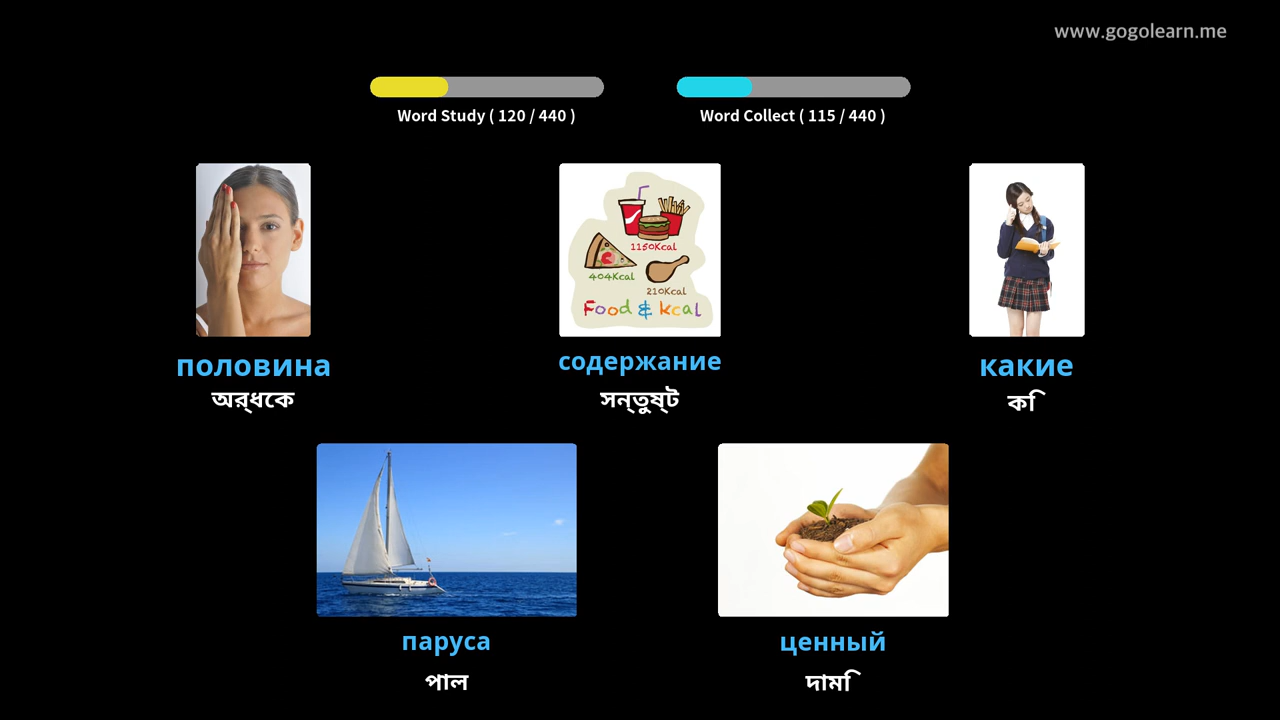 www.gogolearn.me
Word Study ( 120 / 440 )
Word Collect ( 115 / 440 )
1150Kcal
404Kcal
210Kcal
Food & kcal
половина
অর্ধকে
содержание
সন্তুষ্ট
какие
কি
паруса
পাল
ценный
দামি